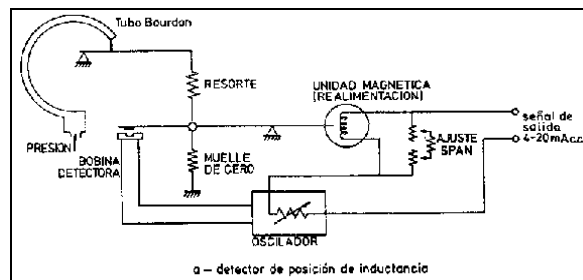 Tubo Bourdon
RESORTE
UNIDAD MAGNETICA
(REALIMENTACION)
señal de
salida
4-20mA c.c.
AJUSTE
SPAN
PRESION
BOBINA
DETECTORA
MUELLE
DE CERO
OSCILADOR
a - detector de posición de inductancia